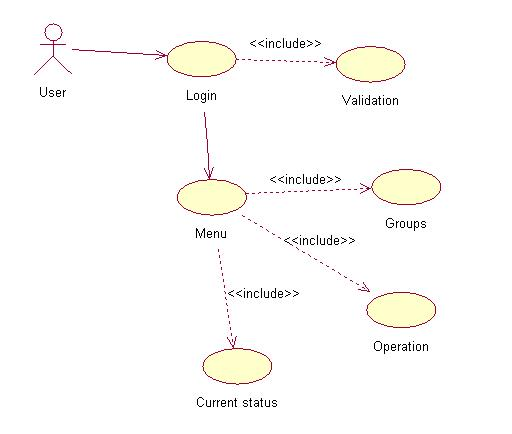 <<include>>
User
Login
Validation
<<include>>
Menu
Groups
<<include>>
<<include>>
Operation
Current status